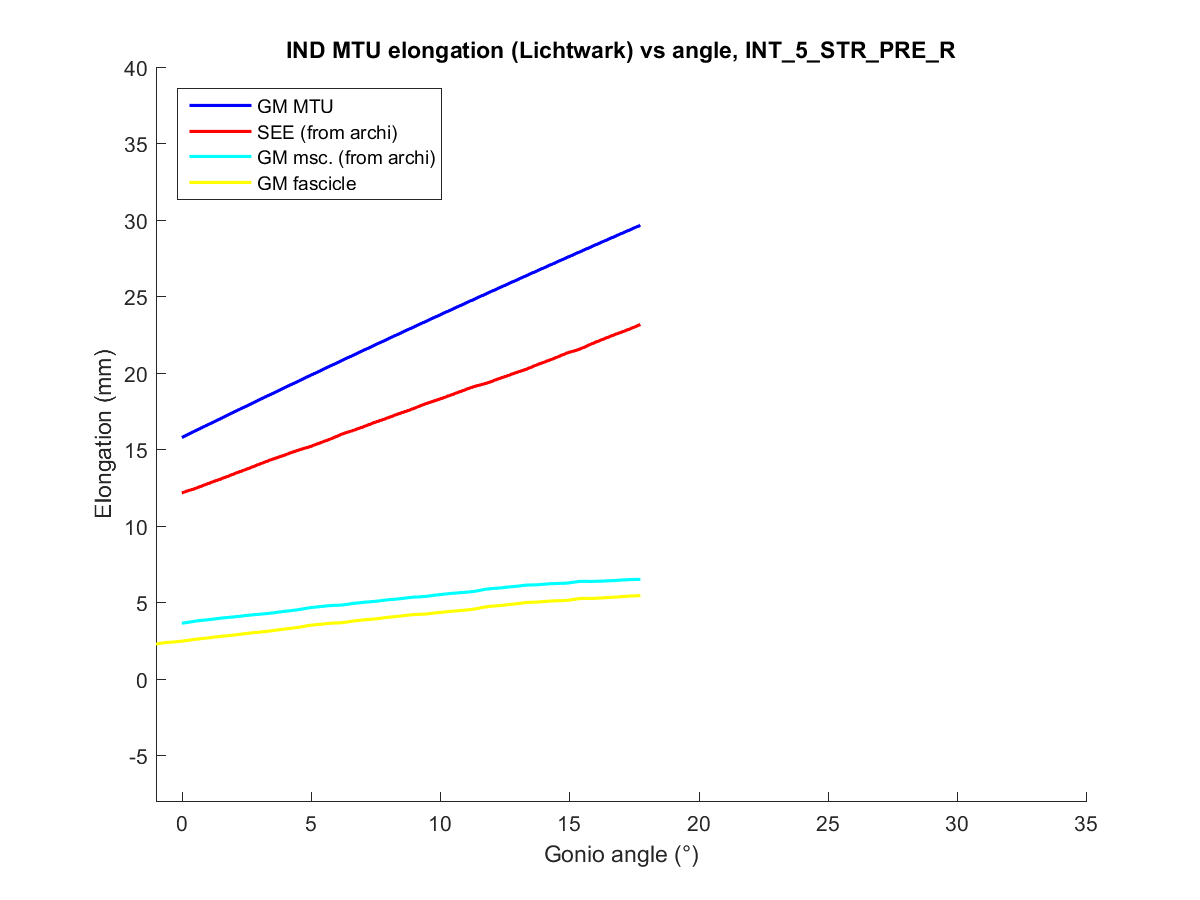 IND MTU elongation (Lichtwark) vs angle, INT_5_STR_PRE_R
GM MTU
SEE (from archi)
GM msc. (from archi)
GM fascicle
40
35
30
25
20
15
10
5
0
-5
Elongation (mm)
0 5 10 15 20 25 30 35
Gonio angle (°)